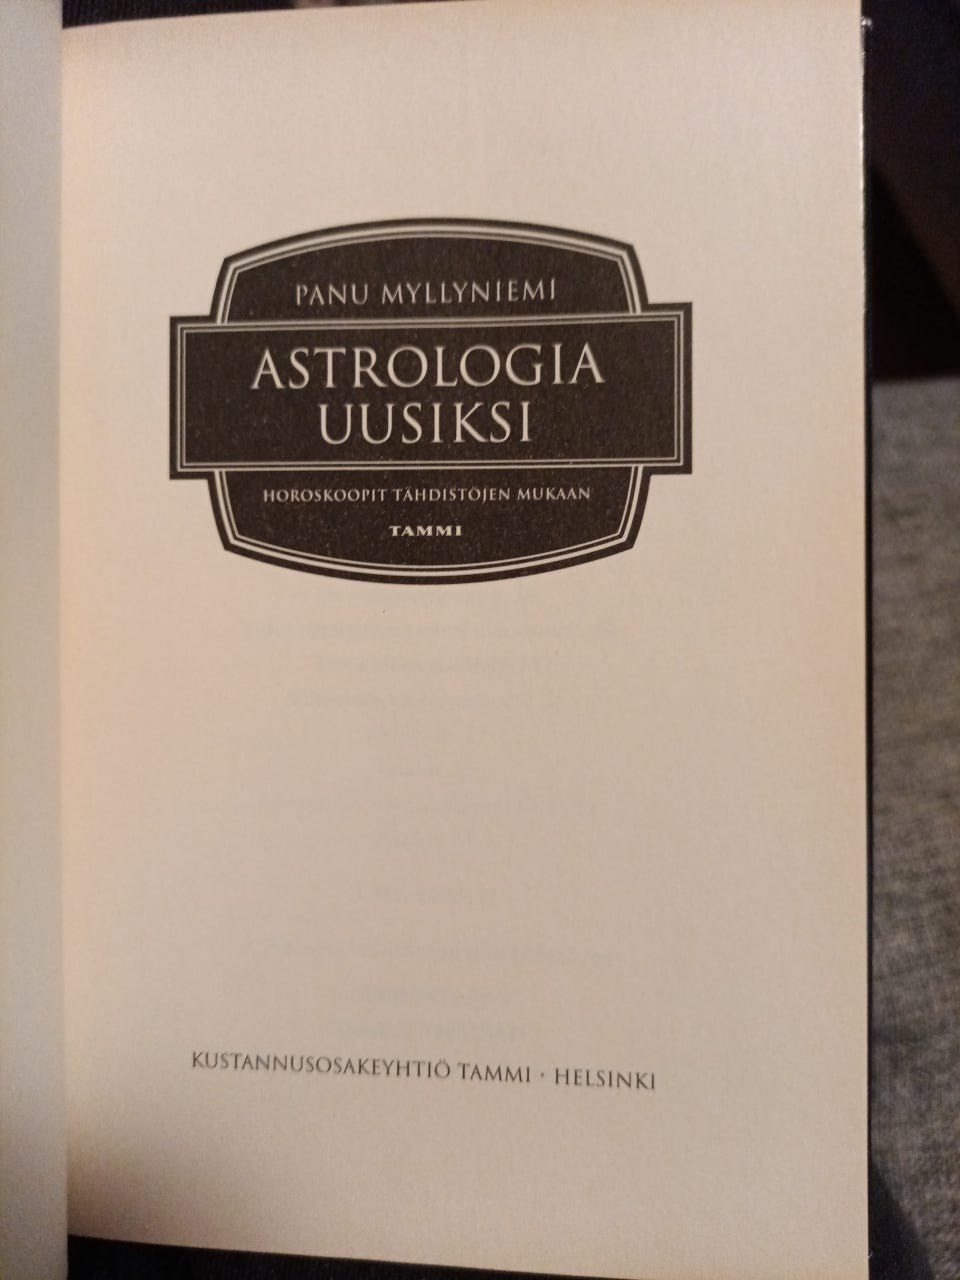 PANU MYLLYNIEMI
ASTROLOGIA
UUSIKSI
HOROSKOOPIT TÄHDISTÖJEN MUKAAN
TAMMI
KUSTANNUSOSAKEYHTIÖ TAMMI · HELSINKI